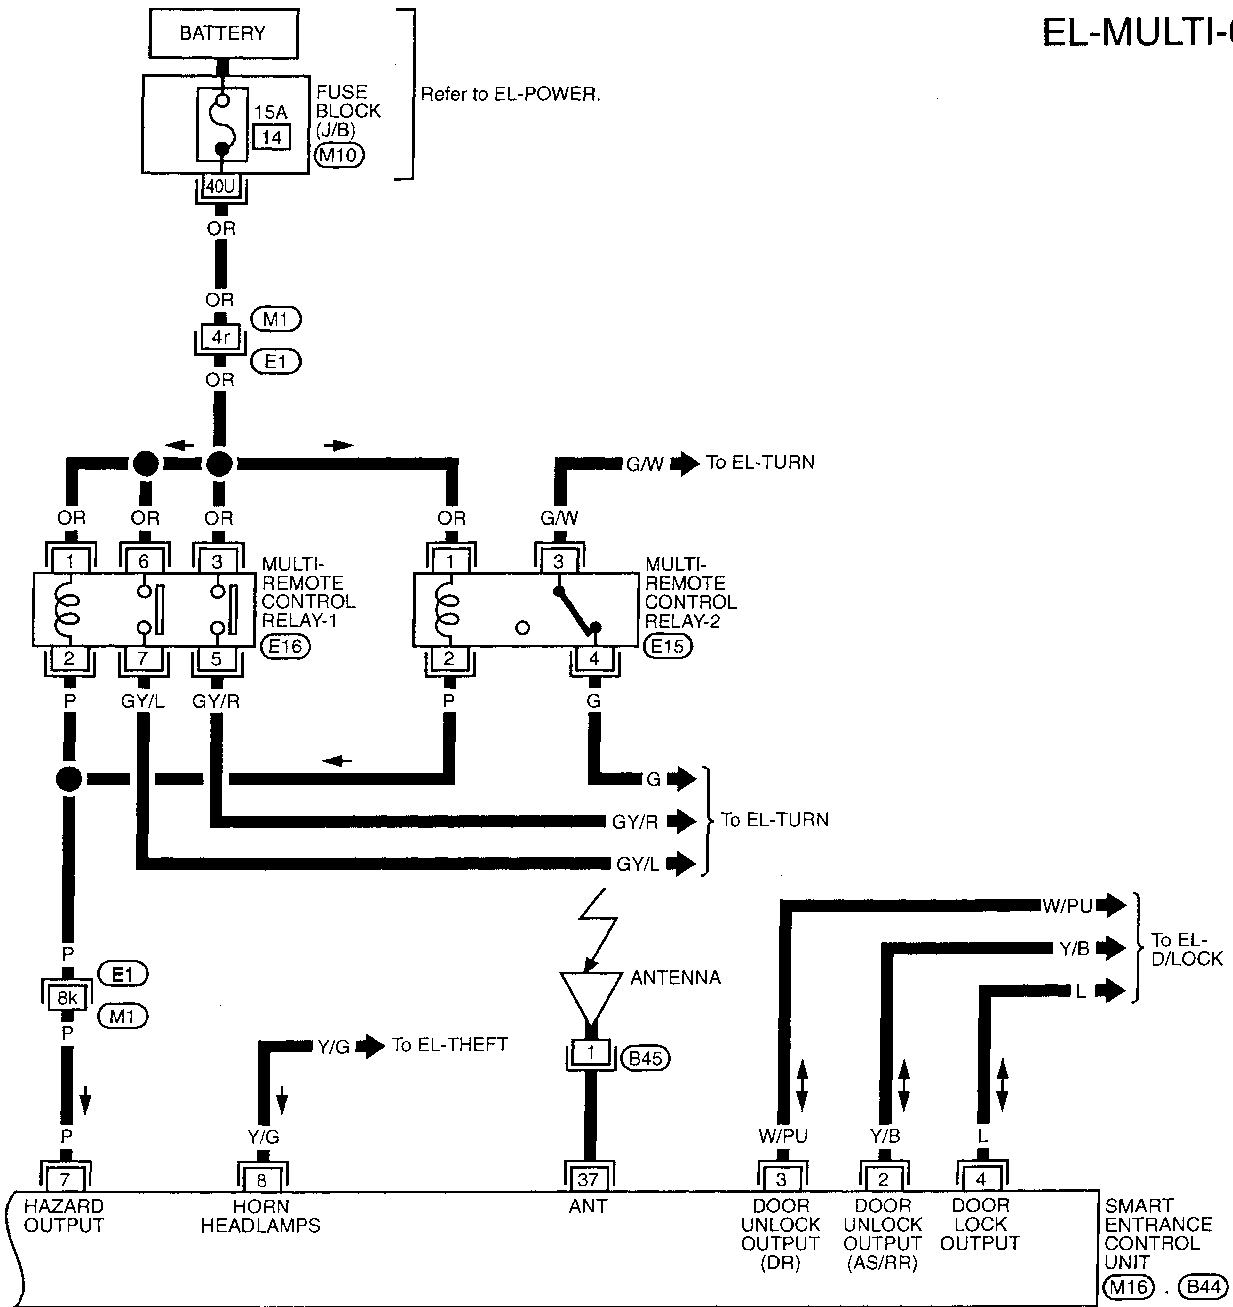 EL-MULTI-
BATTERY
FUSE
BLOCK
(J/B)
M10
15A
14
Refer to EL-POWER.
40U
OR
OR
M1
4r
E1
OR
G/W
To EL-TURN
OR
OR
OR
OR
G/W
1
6
3
1
3
MULTI-
REMOTE
CONTROL
RELAY-1
E16
MULTI-
REMOTE
CONTROL
RELAY-2
E15
2
7
5
2
4
P
GY/L
GY/R
P
G
G
GY/R
To EL-TURN
GY/L
W/PU
Y/B
To EL-
D/LOCK
L
P
E1
8k
M1
P
ANTENNA
Y/G
To EL-THEFT
1
B45
P
Y/G
W/PU
Y/B
L
7
8
37
3
2
4
HAZARD
OUTPUT
HORN
HEADLAMPS
ANT
DOOR
UNLOCK
OUTPUT
(DR)
DOOR
UNLOCK
OUTPUT
(AS/RR)
DOOR
LOCK
OUTPUT
SMART
ENTRANCE
CONTROL
UNIT
M16 , B44